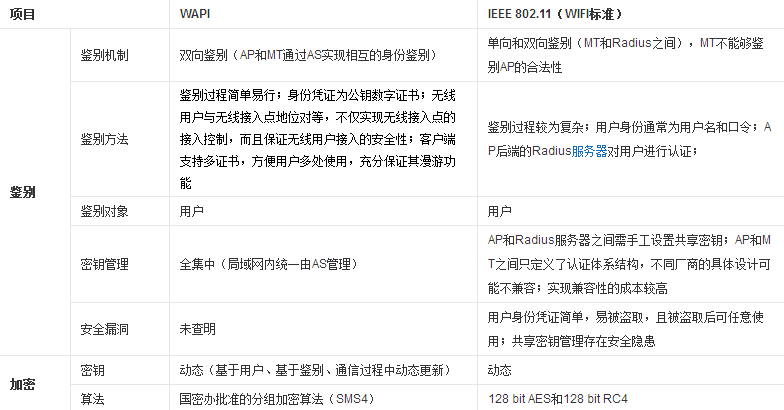 项目 WAPI IEEE 802.11（WIFI标准）
鉴别
鉴别机制
双向鉴别（AP和MT通过AS实现相互的身份鉴别）
单向和双向鉴别（MT和Radius之间），MT不能够鉴
别AP的合法性
鉴别方法
鉴别过程简单易行；身份凭证为公钥数字证书；无线
用户与无线接入点地位对等，不仅实现无线接入点的
接入控制，而且保证无线用户接入的安全性；客户端
支持多证书，方便用户多处使用，充分保证其漫游功
能
鉴别过程较为复杂；用户身份通常为用户名和口令；A
P后端的Radius服务器对用户进行认证；
鉴别对象 用户 用户
密钥管理
全集中（局域网内统一由AS管理）
AP和Radius服务器之间需手工设置共享密钥；AP和M
T之间只定义了认证体系结构，不同厂商的具体设计可
能不兼容；实现兼容性的成本较高
安全漏洞
未查明
用户身份凭证简单，易被盗取，且被盗取后可任意使
用；共享密钥管理存在安全隐患
加密
密钥 动态（基于用户、基于鉴别、通信过程中动态更新） 动态
算法 国密办批准的分组加密算法（SMS4） 128 bit AES和128 bit RC4